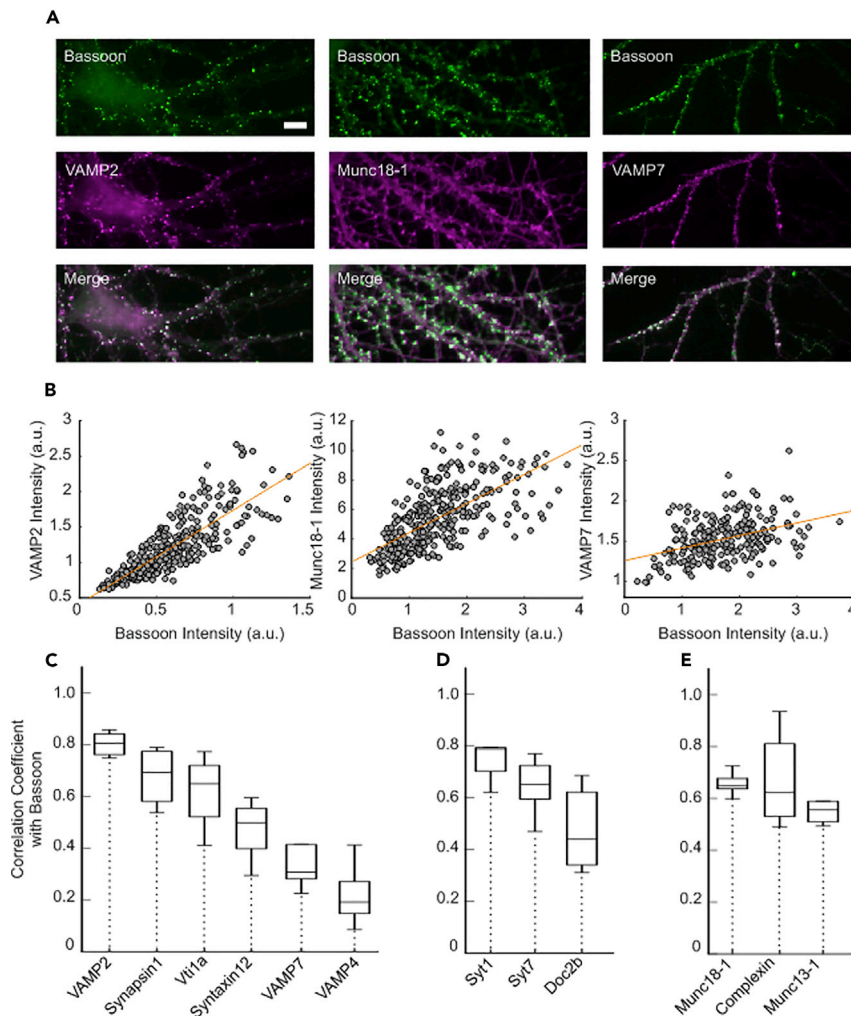 A
Bassoon Bassoon Bassoon
VAMP2 Munc18-1 VAMP7
Merge Merge Merge
B
VAMP2 Intensity (a.u.)
3
2.5
2
1.5
1
0.5
0 0.5 1 1.5
Bassoon Intensity (a.u.)
Munc18-1 Intensity (a.u.)
12
10
8
6
4
2
0
0 1 2 3 4
Bassoon Intensity (a.u.)
VAMP7 Intensity (a.u.)
3
2.5
2
1.5
1
0 1 2 3 4
Bassoon Intensity (a.u.)
C
Correlation Coefficient
with Bassoon
1.0
0.8
0.6
0.4
0.2
0
VAMP2 Synapsin1 Vti1a Syntaxin12 VAMP7 VAMP4
D
1.0
0.8
0.6
0.4
0.2
0
Syt1 Syt7 Doc2b
E
1.0
0.8
0.6
0.4
0.2
0
Munc18-1 Complexin Munc13-1